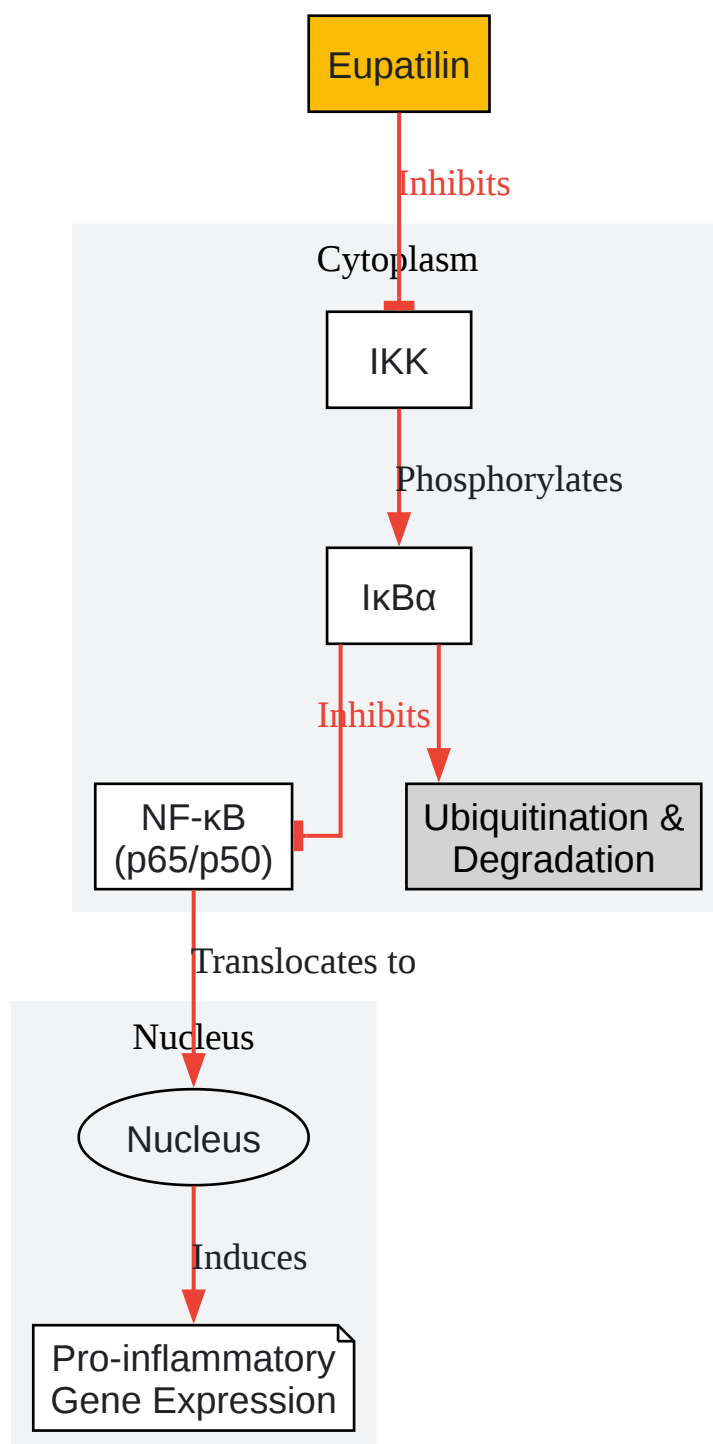 Eupatilin
Inhibits
Cytoplasm
IKK
Phosphorylates
IκBα
Inhibits
NF-κB
(p65/p50)
Ubiquitination &
Degradation
Translocates to
Nucleus
Nucleus
Induces
Pro-inflammatory
Gene Expression